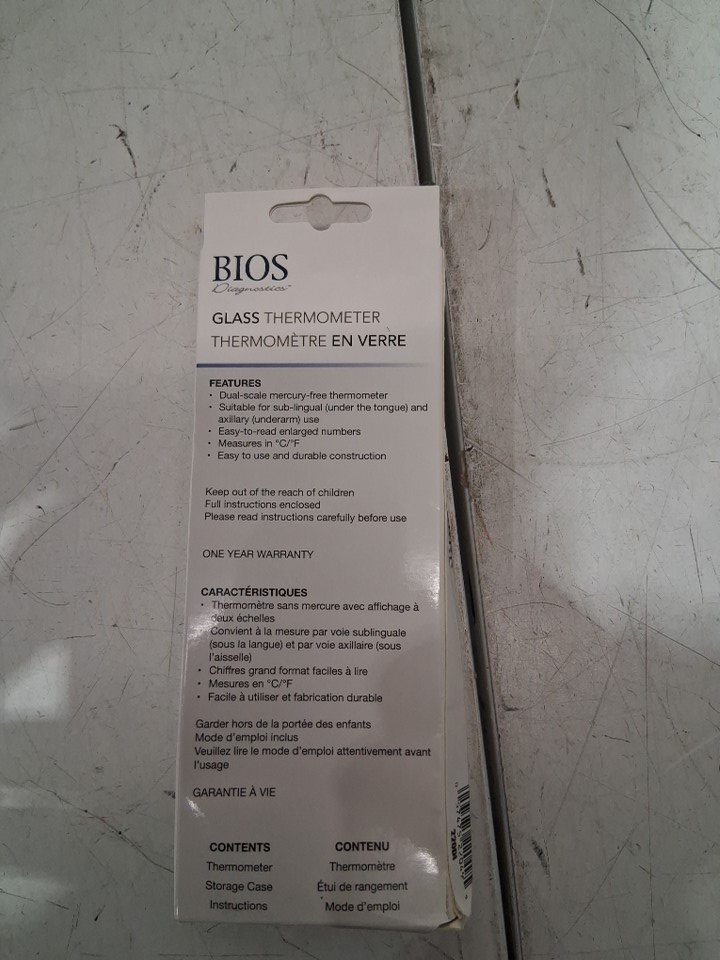 BIOS
Diagnostics™
GLASS THERMOMETER
THERMOMÈTRE EN VERRE
FEATURES
• Dual-scale mercury-free thermometer
• Suitable for sub-lingual (under the tongue) and
axillary (underarm) use
• Easy-to-read enlarged numbers
• Measures in °C/°F
• Easy to use and durable construction
Keep out of the reach of children
Full instructions enclosed
Please read instructions carefully before use
ONE YEAR WARRANTY
CARACTÉRISTIQUES
• Thermomètre sans mercure avec affichage à
deux échelles
Convient à la mesure par voie sublinguale
(sous la langue) et par voie axillaire (sous
l'aisselle)
• Chiffres grand format faciles à lire
• Mesures en °C/°F
• Facile à utiliser et fabrication durable
Garder hors de la portée des enfants
Mode d'emploi inclus
Veuillez lire le mode d'emploi attentivement avant
l'usage
GARANTIE À VIE
CONTENTS
Thermometer
Storage Case
Instructions
CONTENU
Thermomètre
Étui de rangement
Mode d'emploi